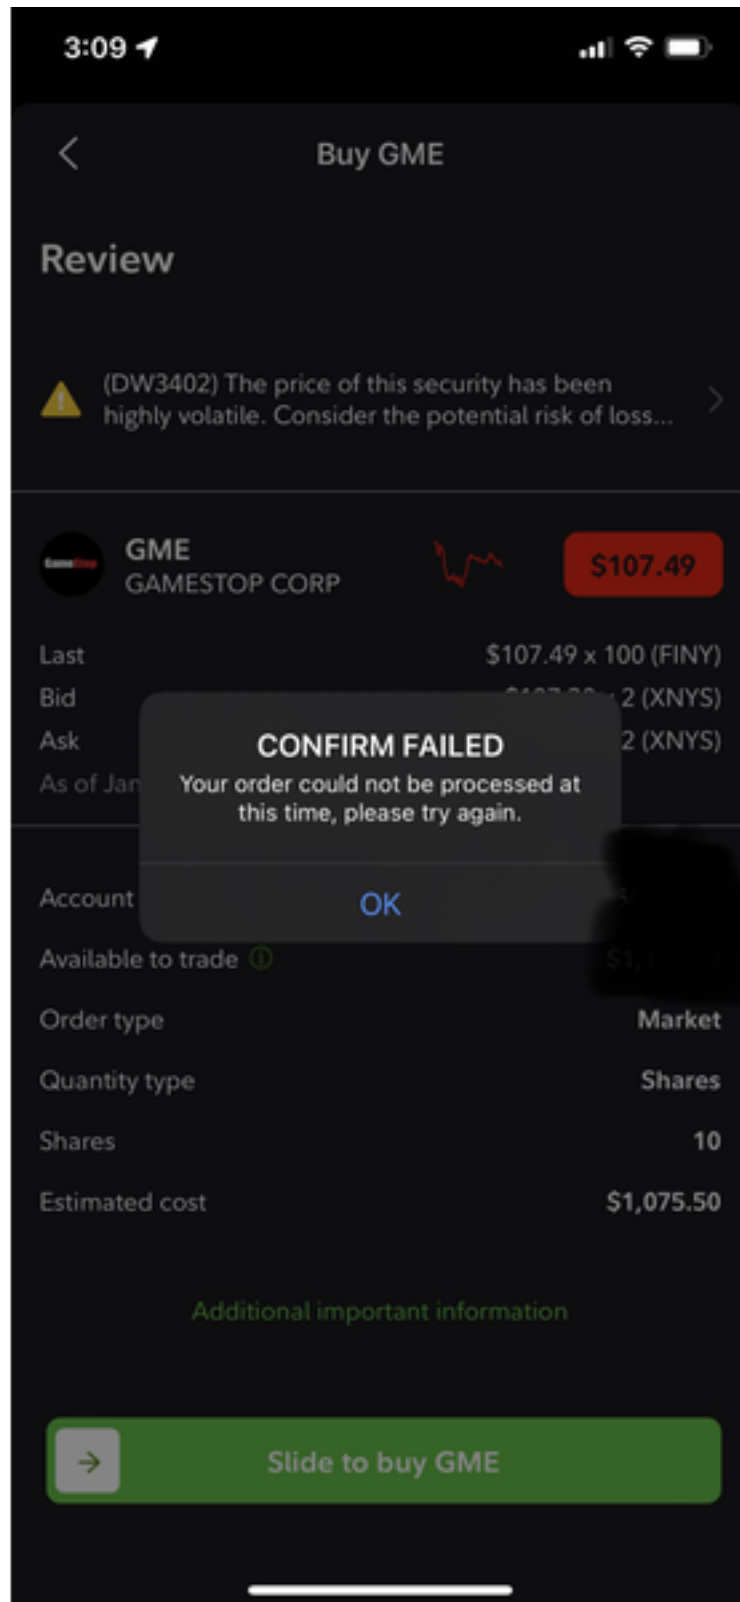 3:09
Buy GME
Review
(DW3402) The price of this security has been
highly volatile. Consider the potential risk of loss...
GameStop
GME
GAMESTOP CORP
$107.49
Last $107.49 x 100 (FINY)
Bid 2 (XNYS)
Ask 2 (XNYS)
As of Jan
CONFIRM FAILED
Your order could not be processed at
this time, please try again.
OK
Account
Available to trade
Order type Market
Quantity type Shares
Shares 10
Estimated cost $1,075.50
Additional important information
Slide to buy GME